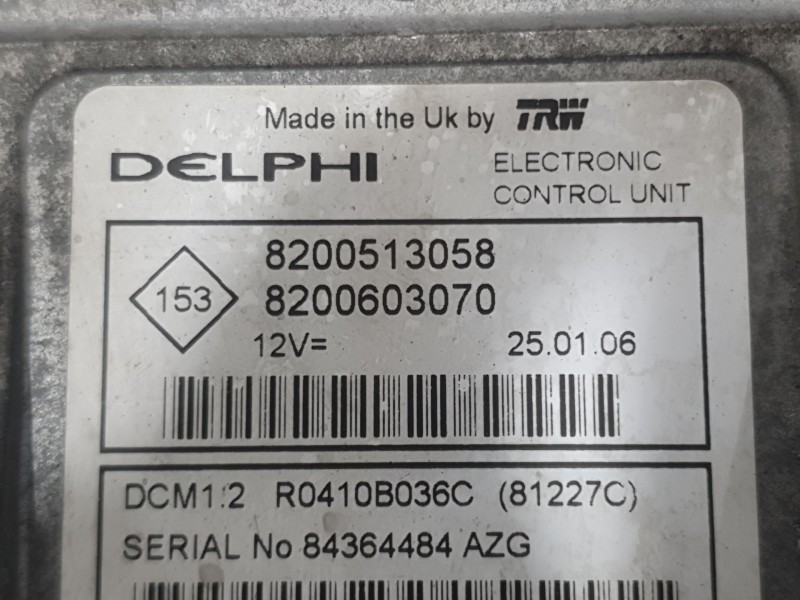 Made in the Uk by TRW
DELPHI
ELECTRONIC
CONTROL UNIT
153
8200513058
8200603070
12V=
25.01.06
DCM1.2 R0410B036C (81227C)
SERIAL No 84364484 AZG